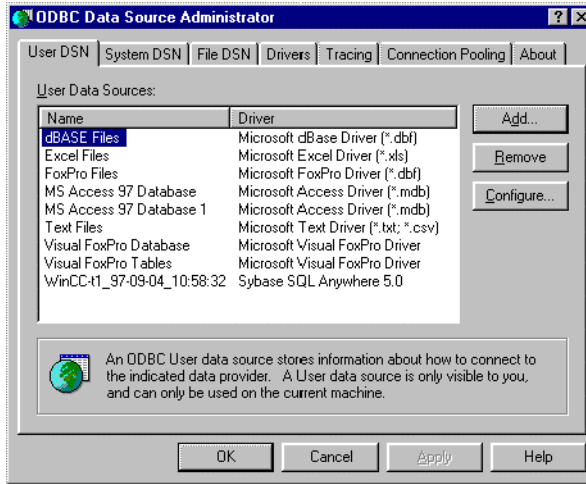 ODBC Data Source Administrator
User DSN System DSN File DSN Drivers Tracing Connection Pooling About
User Data Sources:
Name Driver
dBASE Files Microsoft dBase Driver (*.dbf)
Excel Files Microsoft Excel Driver (*.xls)
FoxPro Files Microsoft FoxPro Driver (*.dbf)
MS Access 97 Database Microsoft Access Driver (*.mdb)
MS Access 97 Database 1 Microsoft Access Driver (*.mdb)
Text Files Microsoft Text Driver (*.txt; *.csv)
Visual FoxPro Database Microsoft Visual FoxPro Driver
Visual FoxPro Tables Microsoft Visual FoxPro Driver
WinCC-t1_97-09-04_10:58:32 Sybase SQL Anywhere 5.0
Add...
Remove
Configure...
An ODBC User data source stores information about how to connect to
the indicated data provider. A User data source is only visible to you,
and can only be used on the current machine.
OK Cancel Apply Help